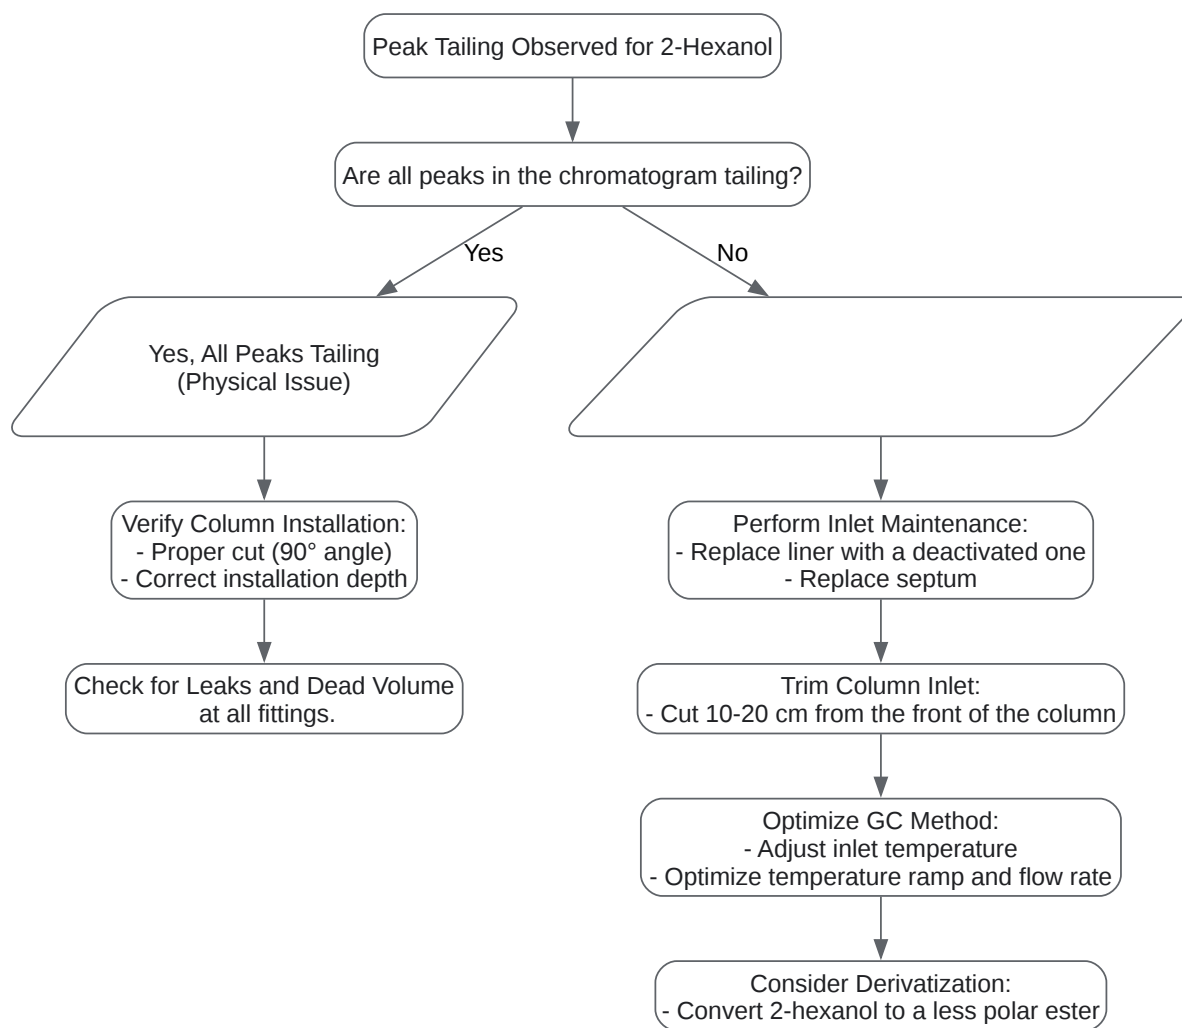 Peak Tailing Observed for 2-Hexanol
Are all peaks in the chromatogram tailing?
Yes
No
Yes, All Peaks Tailing
(Physical Issue)
Verify Column Installation:
- Proper cut (90° angle)
- Correct installation depth
Check for Leaks and Dead Volume
at all fittings.
Perform Inlet Maintenance:
- Replace liner with a deactivated one
- Replace septum
Trim Column Inlet:
- Cut 10-20 cm from the front of the column
Optimize GC Method:
- Adjust inlet temperature
- Optimize temperature ramp and flow rate
Consider Derivatization:
- Convert 2-hexanol to a less polar ester